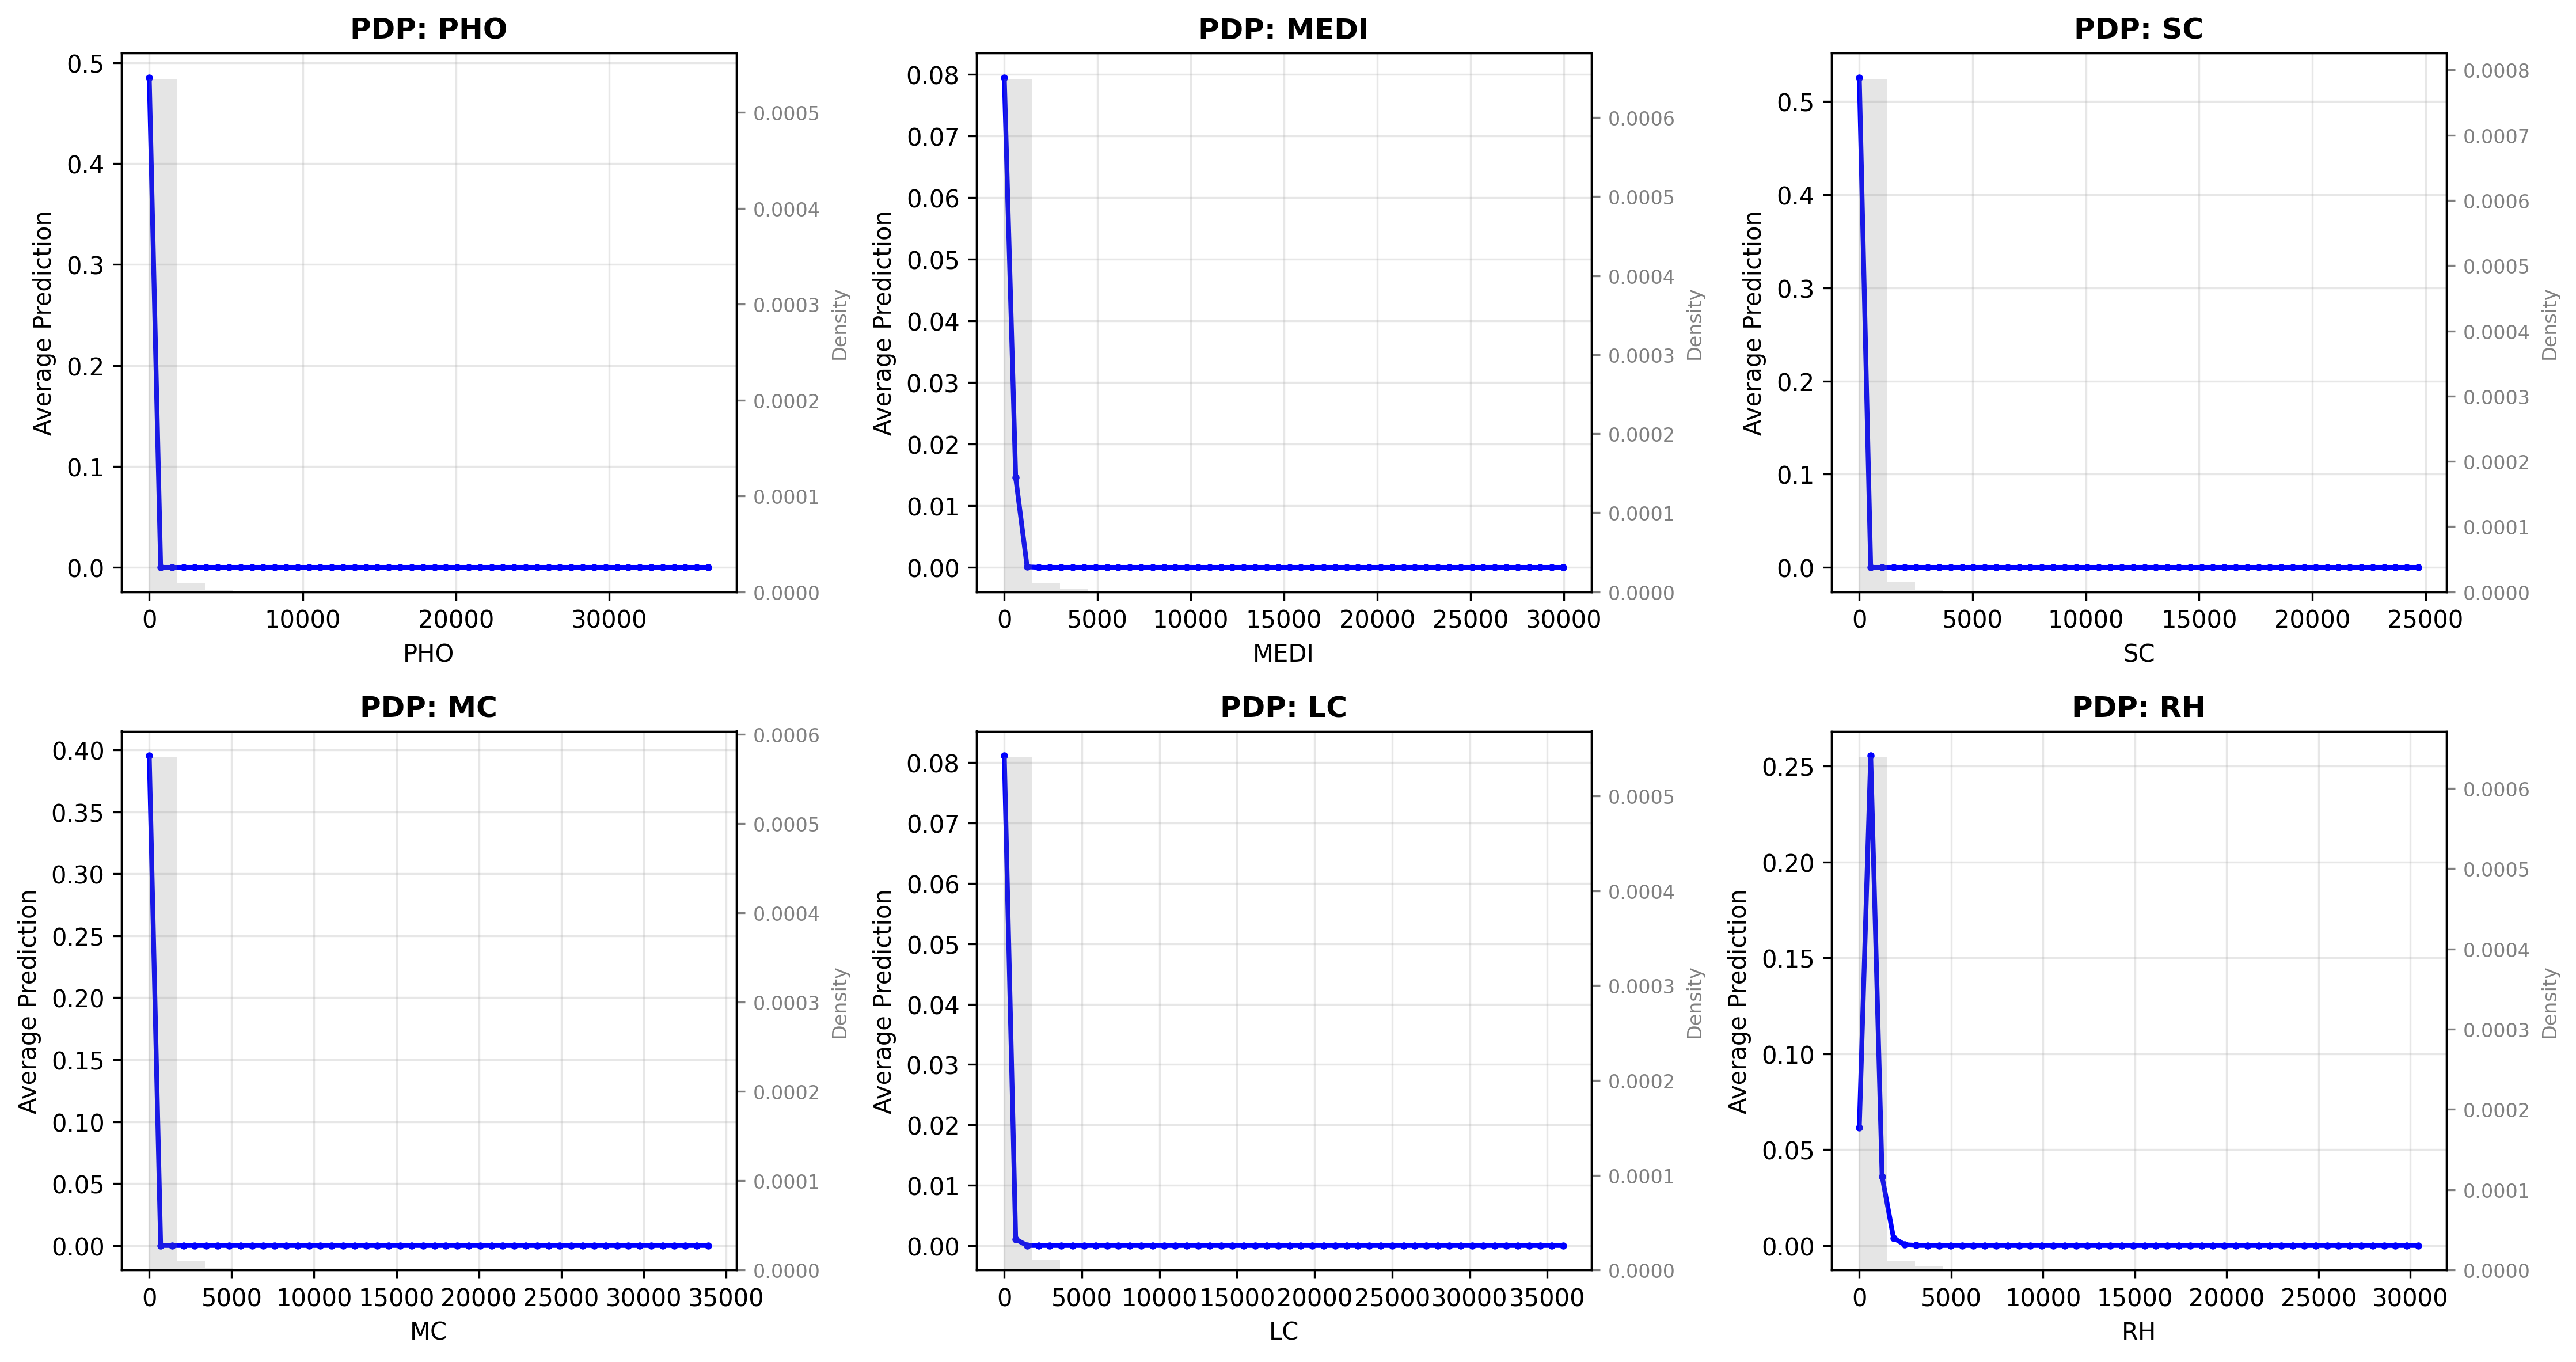 PDP: PHO
0.5
0.4
0.3
0.2
0.1
0.0
Average Prediction
0.0005
0.0004
0.0003
0.0002
0.0001
0.0000
Density
0 10000 20000 30000
PHO
PDP: MEDI
0.08
0.07
0.06
0.05
0.04
0.03
0.02
0.01
0.00
Average Prediction
0.0006
0.0005
0.0004
0.0003
0.0002
0.0001
0.0000
Density
0 5000 10000 15000 20000 25000 30000
MEDI
PDP: SC
0.5
0.4
0.3
0.2
0.1
0.0
Average Prediction
0.0008
0.0007
0.0006
0.0005
0.0004
0.0003
0.0002
0.0001
0.0000
Density
0 5000 10000 15000 20000 25000
SC
PDP: MC
0.40
0.35
0.30
0.25
0.20
0.15
0.10
0.05
0.00
Average Prediction
0.0006
0.0005
0.0004
0.0003
0.0002
0.0001
0.0000
Density
0 5000 10000 15000 20000 25000 30000 35000
MC
PDP: LC
0.08
0.07
0.06
0.05
0.04
0.03
0.02
0.01
0.00
Average Prediction
0.0005
0.0004
0.0003
0.0002
0.0001
0.0000
Density
0 5000 10000 15000 20000 25000 30000 35000
LC
PDP: RH
0.25
0.20
0.15
0.10
0.05
0.00
Average Prediction
0.0006
0.0005
0.0004
0.0003
0.0002
0.0001
0.0000
Density
0 5000 10000 15000 20000 25000 30000
RH